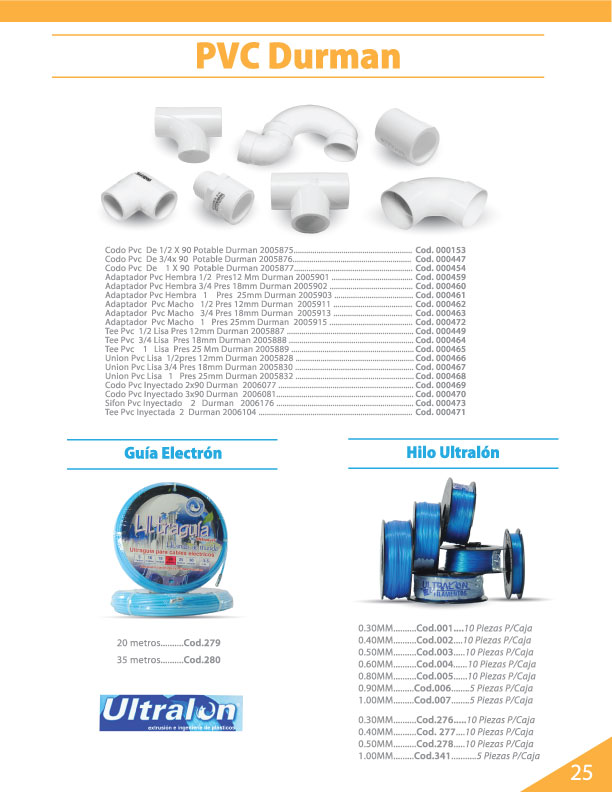 PVC Durman
Codo Pvc De 1/2 X 90 Potable Durman 2005875.................................................... Cod. 000153
Codo Pvc De 3/4x 90 Potable Durman 2005876.................................................... Cod. 000447
Codo Pvc De 1 X 90 Potable Durman 2005877.................................................... Cod. 000454
Adaptador Pvc Hembra 1/2 Pres12 Mm Durman 2005901 ................................... Cod. 000459
Adaptador Pvc Hembra 3/4 Pres 18mm Durman 2005902 .................................... Cod. 000460
Adaptador Pvc Hembra 1 Pres 25mm Durman 2005903 .................................. Cod. 000461
Adaptador Pvc Macho 1/2 Pres 12mm Durman 2005911 .................................. Cod. 000462
Adaptador Pvc Macho 3/4 Pres 18mm Durman 2005913 .................................. Cod. 000463
Adaptador Pvc Macho 1 Pres 25mm Durman 2005915 .................................... Cod. 000472
Tee Pvc 1/2 Lisa Pres 12mm Durman 2005887 ....................................................... Cod. 000451
Tee Pvc 3/4 Lisa Pres 18mm Durman 2005888 ...................................................... Cod. 000464
Tee Pvc 1 Lisa Pres 25 Mm Durman 2005889 ..................................................... Cod. 000465
Union Pvc Lisa 1/2pres 12mm Durman 2005828 ................................................... Cod. 000466
Union Pvc Lisa 3/4 Pres 18mm Durman 2005830 ................................................... Cod. 000467
Union Pvc Lisa 1 Pres 25mm Durman 2005832 ................................................... Cod. 000468
Codo Pvc Inyectado 2x90 Durman 2006077 .......................................................... Cod. 000469
Codo Pvc Inyectado 3x90 Durman 2006081........................................................... Cod. 000470
Sifon Pvc Inyectado 2 Durman 2006176 ........................................................... Cod. 000473
Tee Pvc Inyectada 2 Durman 2006104 ................................................................... Cod. 000471
Guía Electrón
Ultraguía
Ultraguía para cables eléctricos
20 metros..........Cod.279
35 metros..........Cod.280
Ultralon
extrusión e ingeniería de plásticos
Hilo Ultralón
ULTRALON
FILAMENTOS
0.30MM..........Cod.001....10 Piezas P/Caja
0.40MM..........Cod.002....10 Piezas P/Caja
0.50MM..........Cod.003.....10 Piezas P/Caja
0.60MM..........Cod.004......10 Piezas P/Caja
0.80MM..........Cod.005......10 Piezas P/Caja
0.90MM.........Cod.006........5 Piezas P/Caja
1.00MM.........Cod.007........5 Piezas P/Caja
0.30MM..........Cod.276.....10 Piezas P/Caja
0.40MM..........Cod. 277....10 Piezas P/Caja
0.50MM..........Cod.278.....10 Piezas P/Caja
1.00MM.........Cod.341...........5 Piezas P/Caja
25